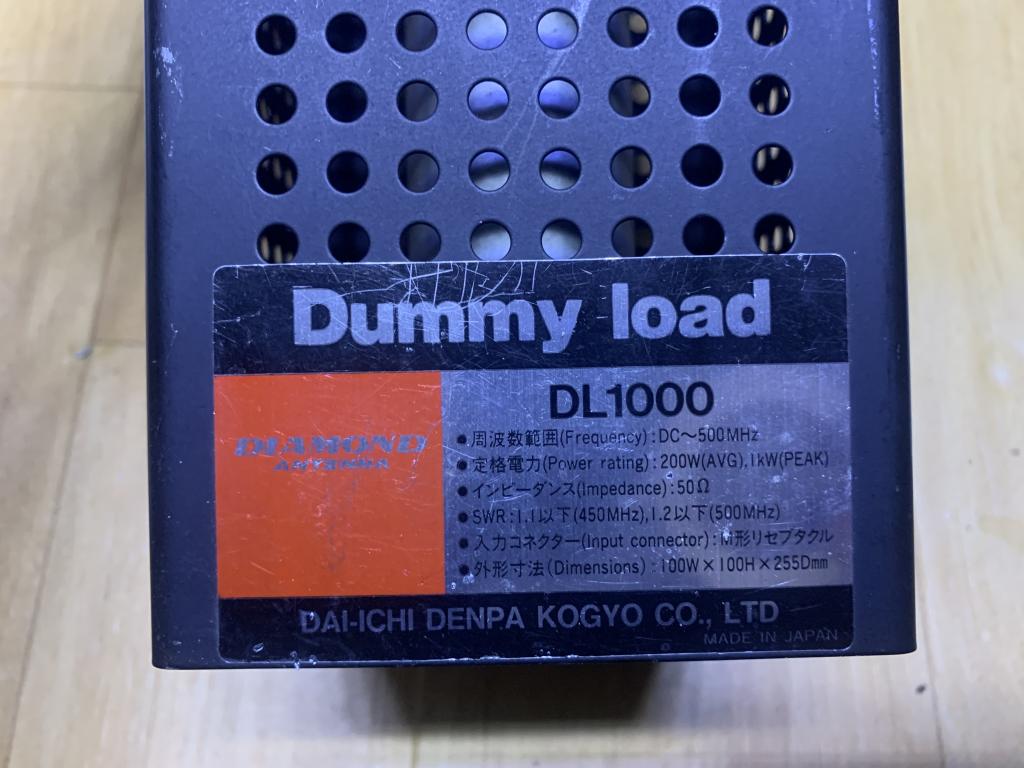 Dummy load
DIAMOND
ANTENNA
DL1000
●周波数範囲(Frequency):DC～500MHz
●定格電力(Power rating):200W(AVG),1kW(PEAK)
●インピーダンス(Impedance):50Ω
●SWR:1.1以下(450MHz),1.2以下(500MHz)
●入力コネクター(Input connector):M形リセプタクル
●外形寸法(Dimensions):100W×100H×255Dmm
DAI-ICHI DENPA KOGYO CO., LTD
MADE IN JAPAN